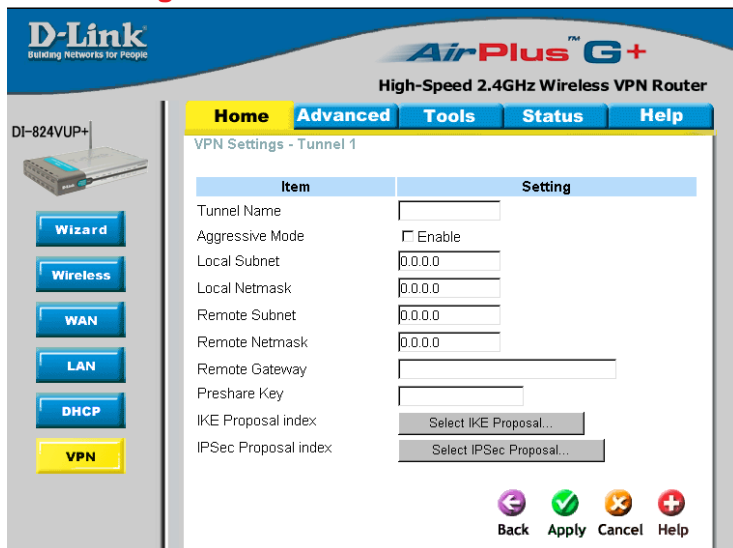 D-Link
Building Networks for People
AirPlus™ G+
High-Speed 2.4GHz Wireless VPN Router
DI-824VUP+
Home Advanced Tools Status Help
VPN Settings - Tunnel 1
Item Setting
Tunnel Name
Aggressive Mode Enable
Local Subnet 0.0.0.0
Local Netmask 0.0.0.0
Remote Subnet 0.0.0.0
Remote Netmask 0.0.0.0
Remote Gateway
Preshare Key
IKE Proposal index Select IKE Proposal...
IPSec Proposal index Select IPSec Proposal...
Wizard
Wireless
WAN
LAN
DHCP
VPN
Back Apply Cancel Help